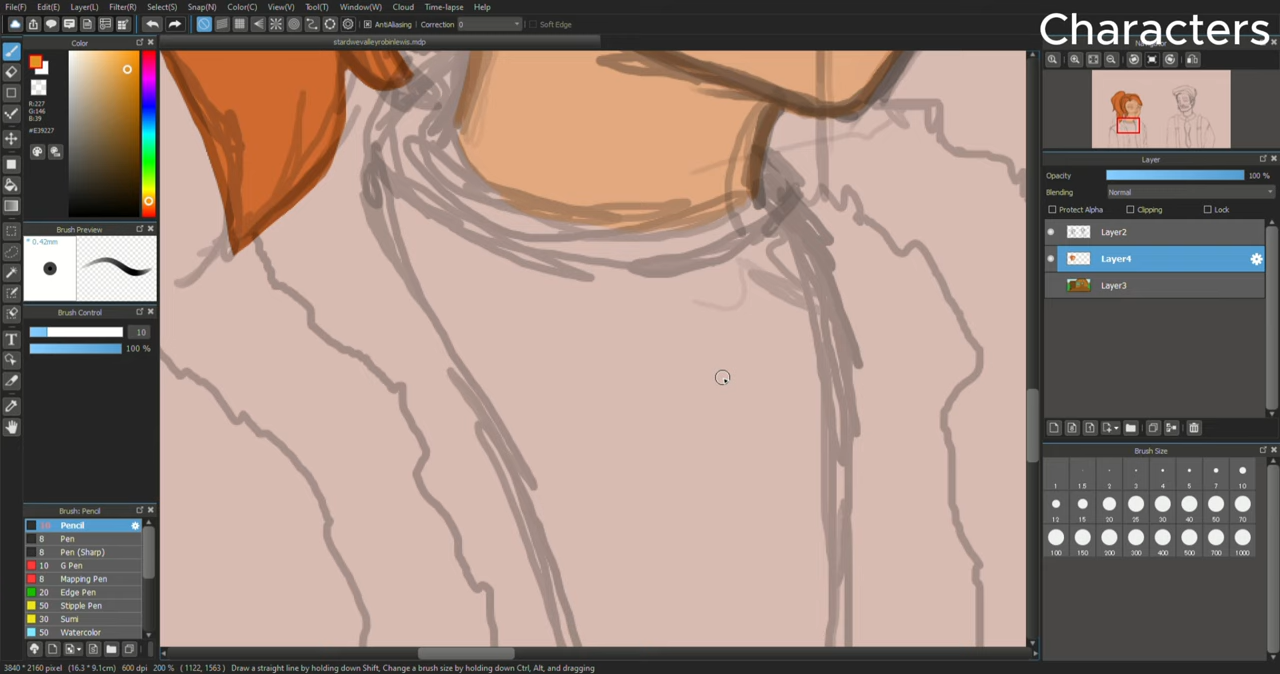 File(F) Edit(E) Layer(L) Filter(R) Select(S) Snap(N) Color(C) View(V) Tool(T) Window(W) Cloud Time-lapse Help
AntiAliasing Correction 0 Soft Edge
Characters
stardwevalleyrobinlewis.mdp
Color
R:227
G:146
B:39
#E39227
Brush Preview
* 0.42mm
Brush Control
10
100 %
Brush: Pencil
10 Pencil
8 Pen
8 Pen (Sharp)
10 G Pen
8 Mapping Pen
20 Edge Pen
50 Stipple Pen
30 Sumi
50 Watercolor
Layer
Opacity 100 %
Blending Normal
Protect Alpha Clipping Lock
Layer2
Layer4
Layer3
Brush Size
1 1.5 2 3 4 5 7 10
12 15 20 25 30 40 50 70
100 150 200 300 400 500 700 1000
3840 * 2160 pixel (16.3 * 9.1cm) 600 dpi 200 % ( 1122, 1563) Draw a straight line by holding down Shift, Change a brush size by holding down Ctrl, Alt, and dragging